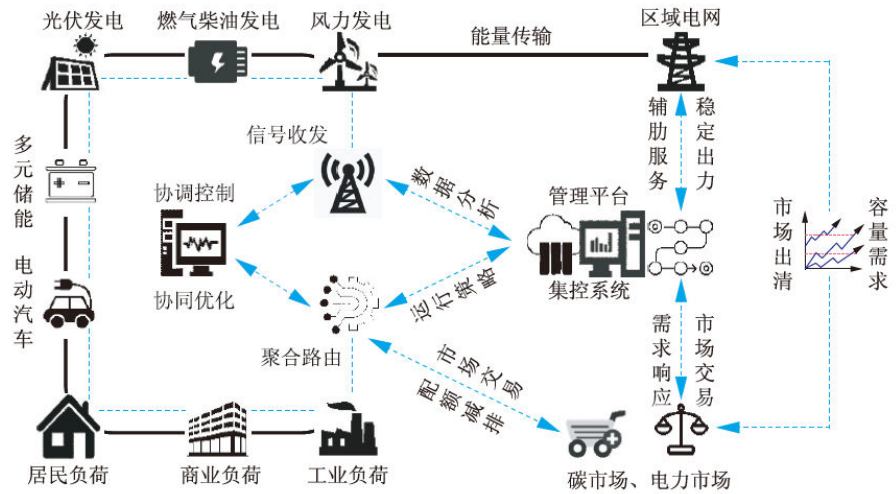 光伏发电
燃气柴油发电
风力发电
能量传输
区域电网
多元储能
电动汽车
信号收发
协调控制
协同优化
聚合路由
数据分析
运行策略
管理平台
集控系统
辅助服务
稳定出力
需求响应
市场交易
市场出清
容量需求
市场交易
配额减排
居民负荷
商业负荷
工业负荷
碳市场、电力市场